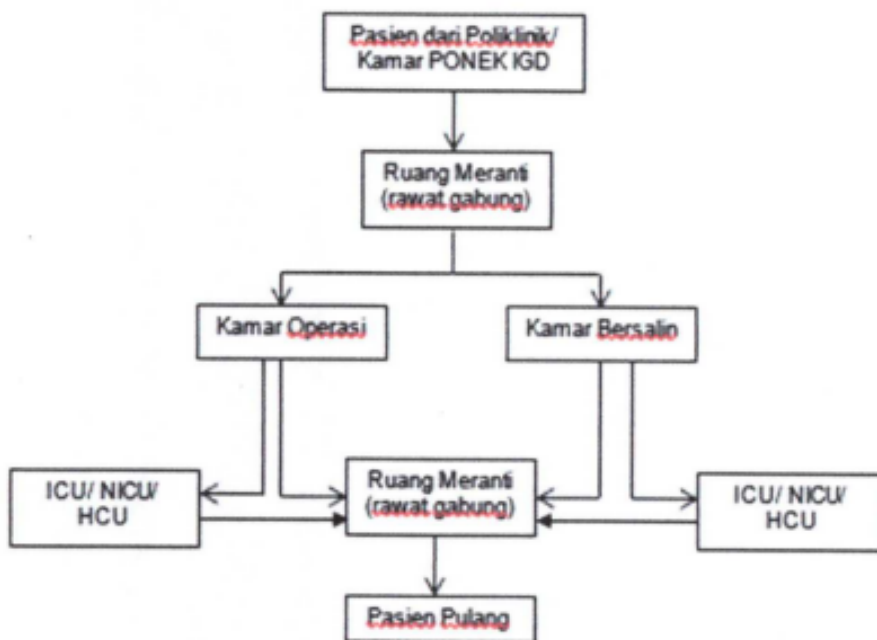 Pasien dari Poliklinik/
Kamar PONEK IGD
Ruang Meranti
(rawat gabung)
Kamar Operasi
Kamar Bersalin
ICU/ NICU/
HCU
Ruang Meranti
(rawat gabung)
ICU/ NICU/
HCU
Pasien Pulang